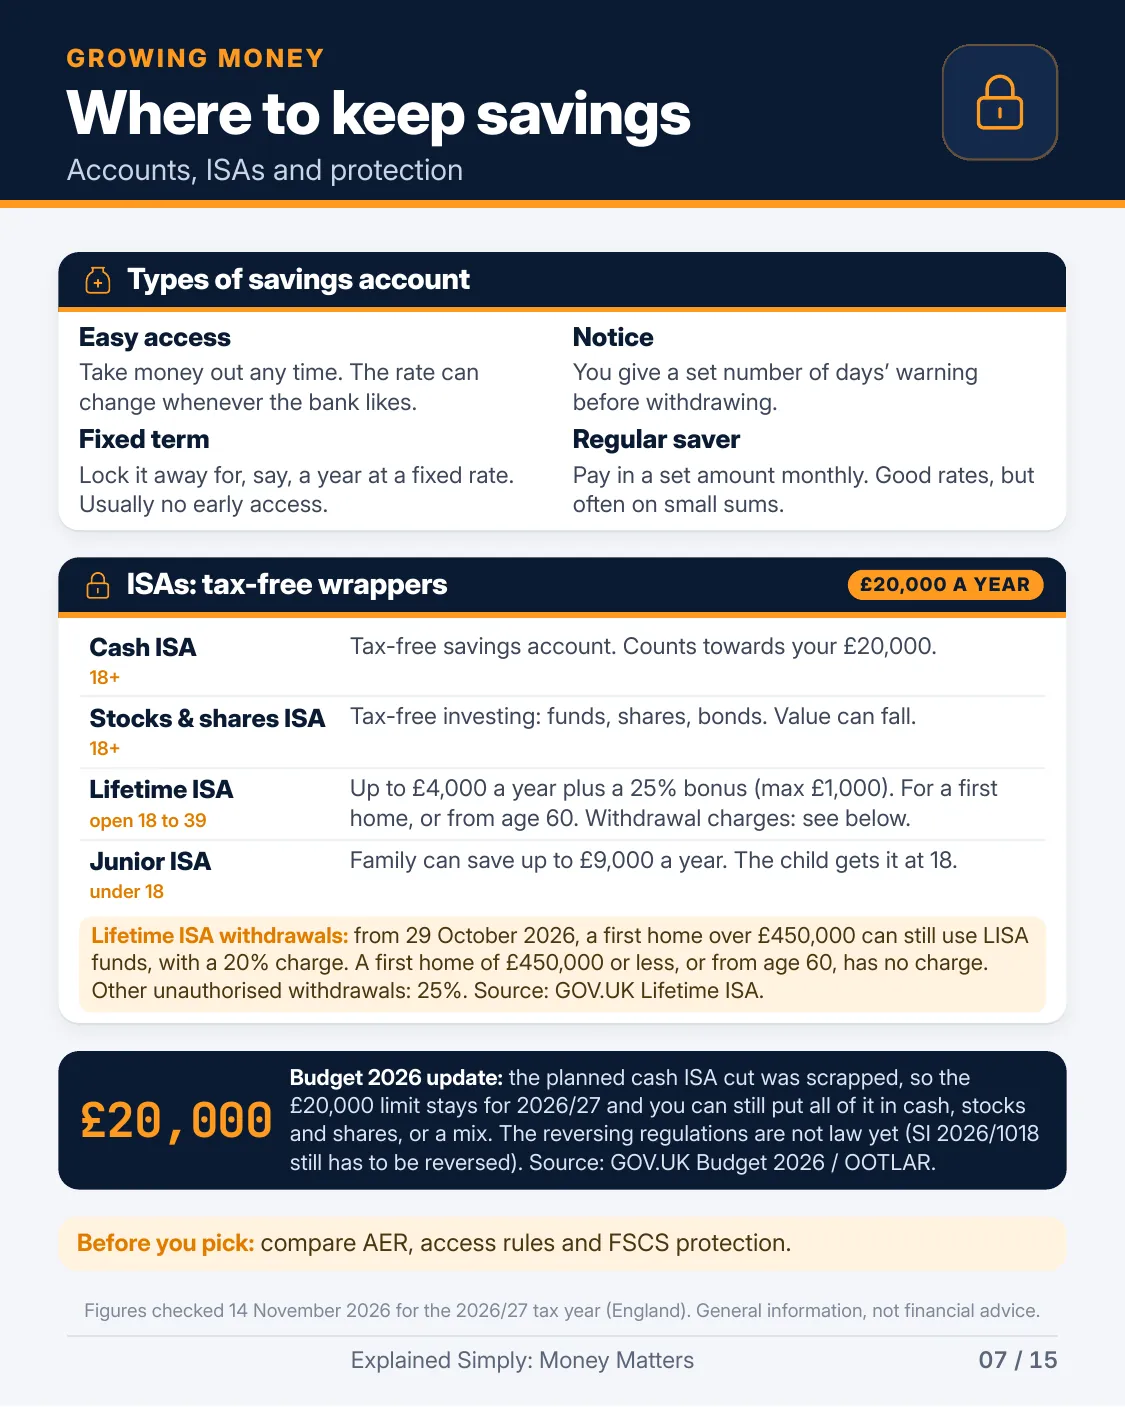 GROWING MONEY
Where to keep savings
Accounts, ISAs and protection
Types of savings account
Easy access
Take money out any time. The rate can
change whenever the bank likes.
Notice
You give a set number of days’ warning
before withdrawing.
Fixed term
Lock it away for, say, a year at a fixed rate.
Usually no early access.
Regular saver
Pay in a set amount monthly. Good rates, but
often on small sums.
ISAs: tax-free wrappers
£20,000 A YEAR
Cash ISA
18+
Tax-free savings account. Counts towards your £20,000.
Stocks & shares ISA
18+
Tax-free investing: funds, shares, bonds. Value can fall.
Lifetime ISA
open 18 to 39
Up to £4,000 a year plus a 25% bonus (max £1,000). For a first
home, or from age 60. Withdrawal charges: see below.
Junior ISA
under 18
Family can save up to £9,000 a year. The child gets it at 18.
Lifetime ISA withdrawals: from 29 October 2026, a first home over £450,000 can still use LISA
funds, with a 20% charge. A first home of £450,000 or less, or from age 60, has no charge.
Other unauthorised withdrawals: 25%. Source: GOV.UK Lifetime ISA.
£20,000
Budget 2026 update: the planned cash ISA cut was scrapped, so the
£20,000 limit stays for 2026/27 and you can still put all of it in cash, stocks
and shares, or a mix. The reversing regulations are not law yet (SI 2026/1018
still has to be reversed). Source: GOV.UK Budget 2026 / OOTLAR.
Before you pick: compare AER, access rules and FSCS protection.
Figures checked 14 November 2026 for the 2026/27 tax year (England). General information, not financial advice.
Explained Simply: Money Matters
07 / 15